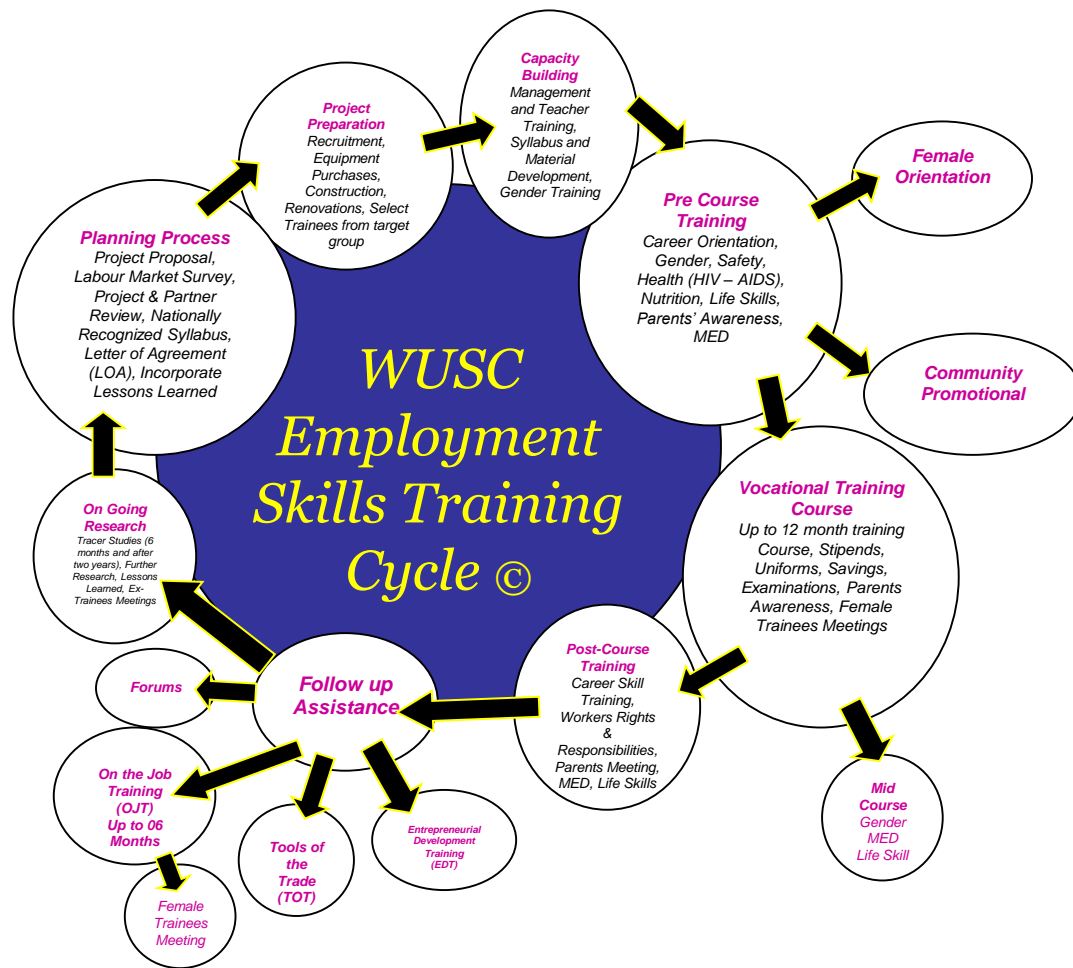 WUSC
Employment
Skills Training
Cycle ©
Planning Process
Project Proposal,
Labour Market Survey,
Project & Partner
Review, Nationally
Recognized Syllabus,
Letter of Agreement
(LOA), Incorporate
Lessons Learned
Project
Preparation
Recruitment,
Equipment
Purchases,
Construction,
Renovations, Select
Trainees from target
group
Capacity
Building
Management
and Teacher
Training,
Syllabus and
Material
Development,
Gender Training
Pre Course
Training
Career Orientation,
Gender, Safety,
Health (HIV – AIDS),
Nutrition, Life Skills,
Parents' Awareness,
MED
Female
Orientation
Community
Promotional
Vocational Training
Course
Up to 12 month training
Course, Stipends,
Uniforms, Savings,
Examinations, Parents
Awareness, Female
Trainees Meetings
Mid
Course
Gender
MED
Life Skill
Post-Course
Training
Career Skill
Training,
Workers Rights
&
Responsibilities,
Parents Meeting,
MED, Life Skills
Follow up
Assistance
Entrepreneurial
Development
Training
(EDT)
Tools of
the
Trade
(TOT)
On the Job
Training
(OJT)
Up to 06
Months
Female
Trainees
Meeting
Forums
On Going
Research
Tracer Studies (6
months and after
two years), Further
Research, Lessons
Learned, Ex-
Trainees Meetings